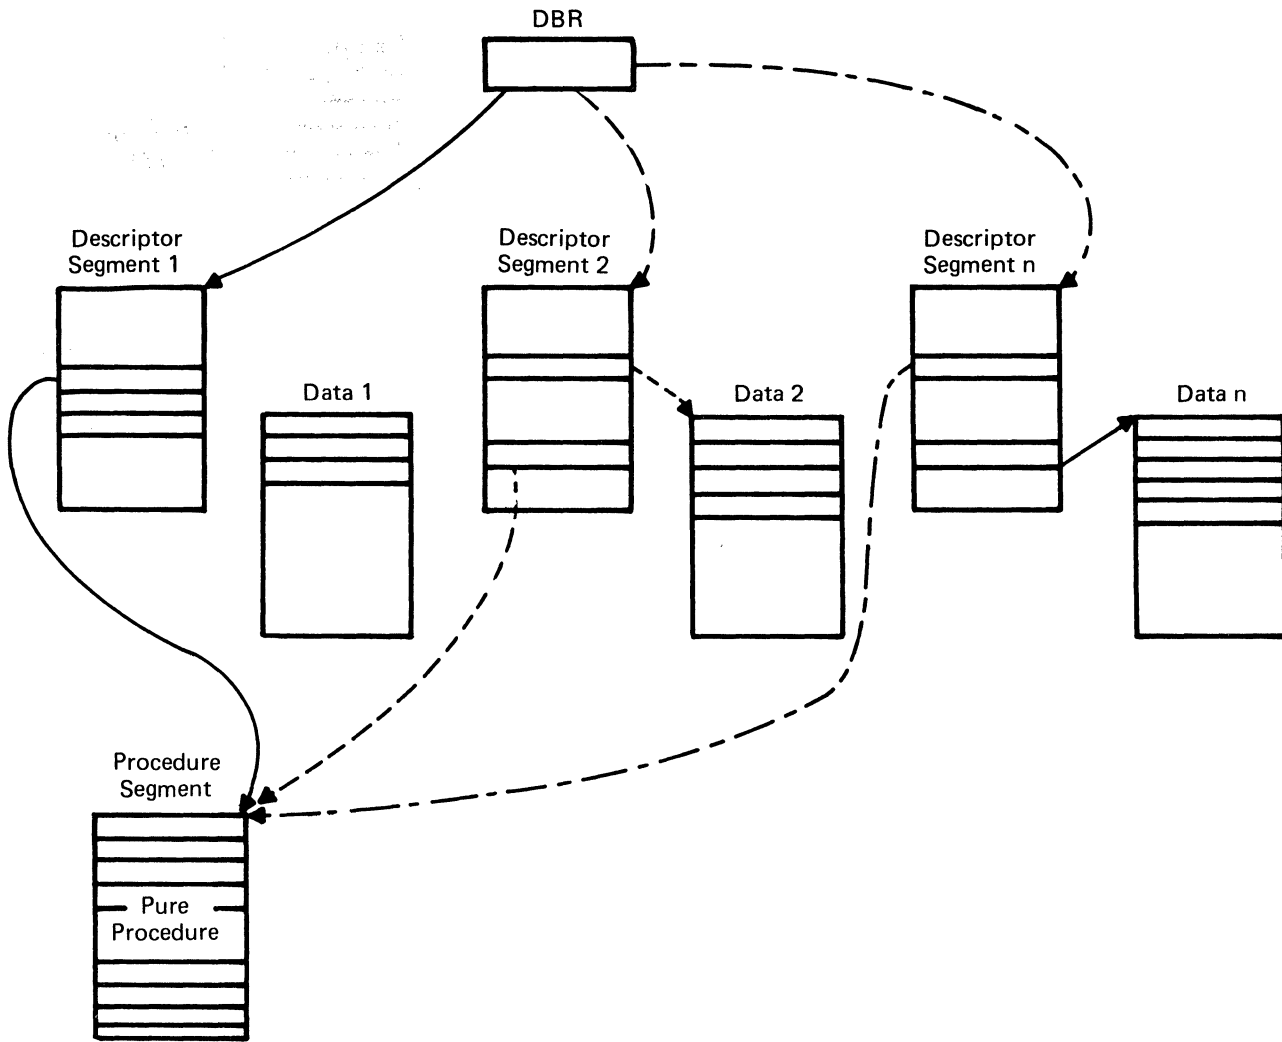 DBR
Descriptor
Segment 1
Descriptor
Segment 2
Descriptor
Segment n
Data 1
Data 2
Data n
Procedure
Segment
Pure
Procedure